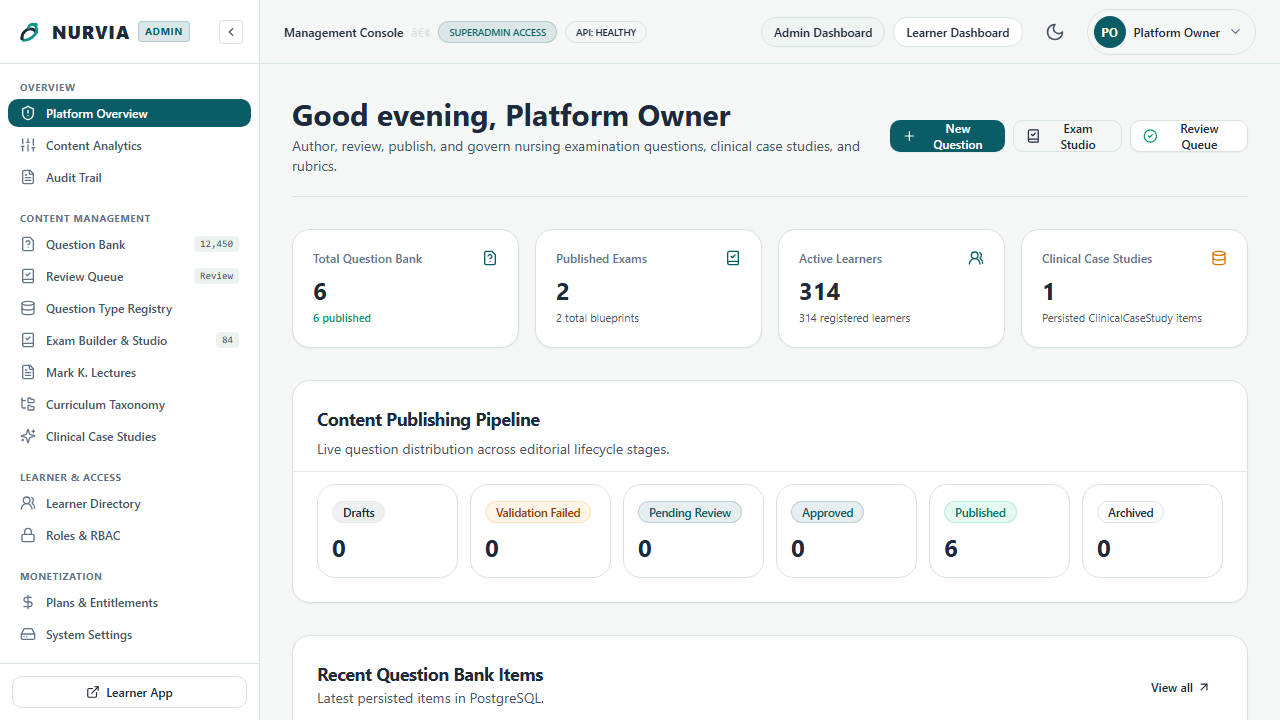 NURVIA ADMIN
Management Console â€¢ SUPERADMIN ACCESS API: HEALTHY
Admin Dashboard Learner Dashboard PO Platform Owner
OVERVIEW
Platform Overview
Content Analytics
Audit Trail
CONTENT MANAGEMENT
Question Bank 12,450
Review Queue Review
Question Type Registry
Exam Builder & Studio 84
Mark K. Lectures
Curriculum Taxonomy
Clinical Case Studies
LEARNER & ACCESS
Learner Directory
Roles & RBAC
MONETIZATION
Plans & Entitlements
System Settings
Learner App
Good evening, Platform Owner
Author, review, publish, and govern nursing examination questions, clinical case studies, and
rubrics.
New
Question
Exam
Studio
Review
Queue
Total Question Bank
6
6 published
Published Exams
2
2 total blueprints
Active Learners
314
314 registered learners
Clinical Case Studies
1
Persisted ClinicalCaseStudy items
Content Publishing Pipeline
Live question distribution across editorial lifecycle stages.
Drafts
0
Validation Failed
0
Pending Review
0
Approved
0
Published
6
Archived
0
Recent Question Bank Items
Latest persisted items in PostgreSQL.
View all